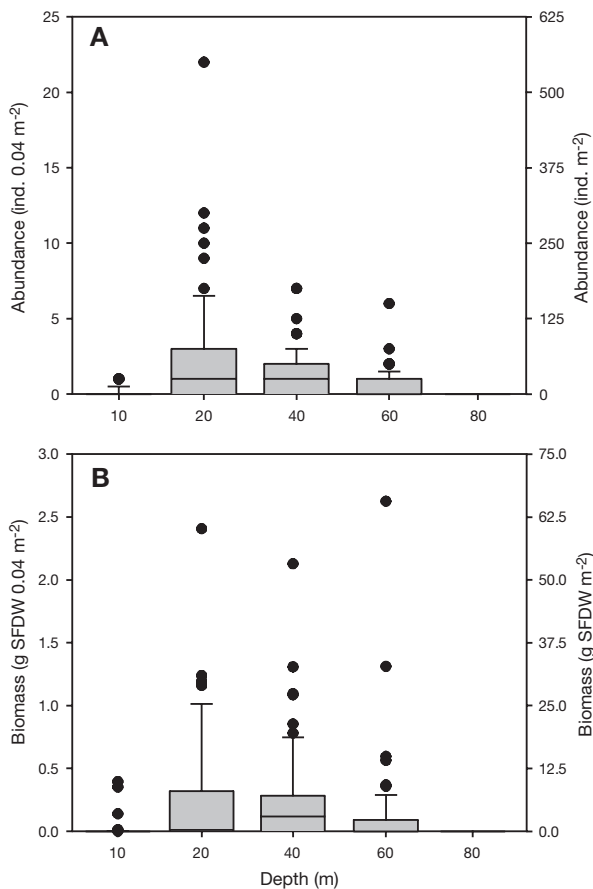 A
Abundance (ind. 0.04 m-2)
25
20
15
10
5
0
625
500
375
250
125
0
Abundance (ind. m-2)
10 20 40 60 80
B
Biomass (g SFDW 0.04 m-2)
3.0
2.5
2.0
1.5
1.0
0.5
0.0
75.0
62.5
50.0
37.5
25.0
12.5
0.0
Biomass (g SFDW m-2)
10 20 40 60 80
Depth (m)